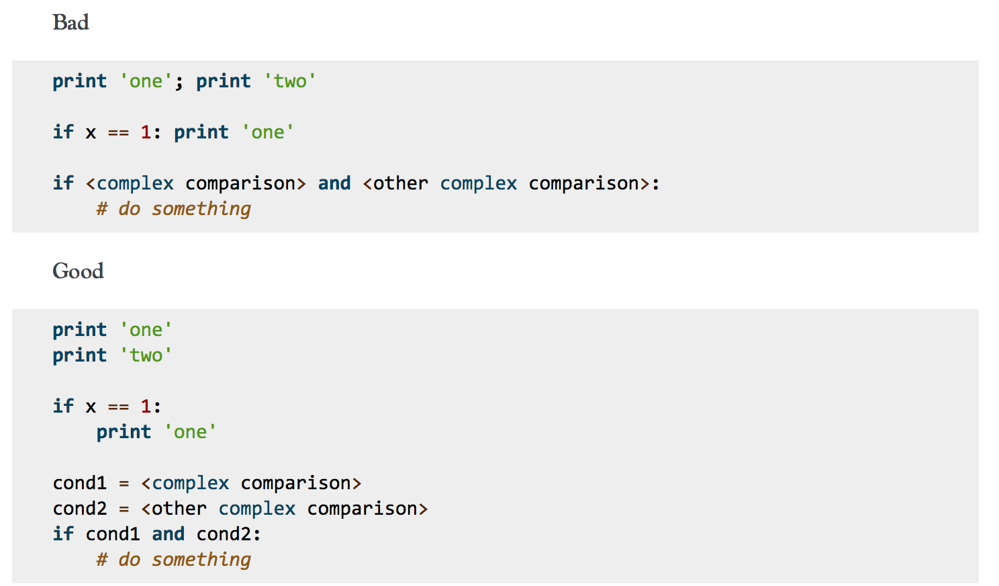 Bad
print 'one'; print 'two'
if x == 1: print 'one'
if <complex comparison> and <other complex comparison>:
    # do something
Good
print 'one'
print 'two'
if x == 1:
    print 'one'
cond1 = <complex comparison>
cond2 = <other complex comparison>
if cond1 and cond2:
    # do something